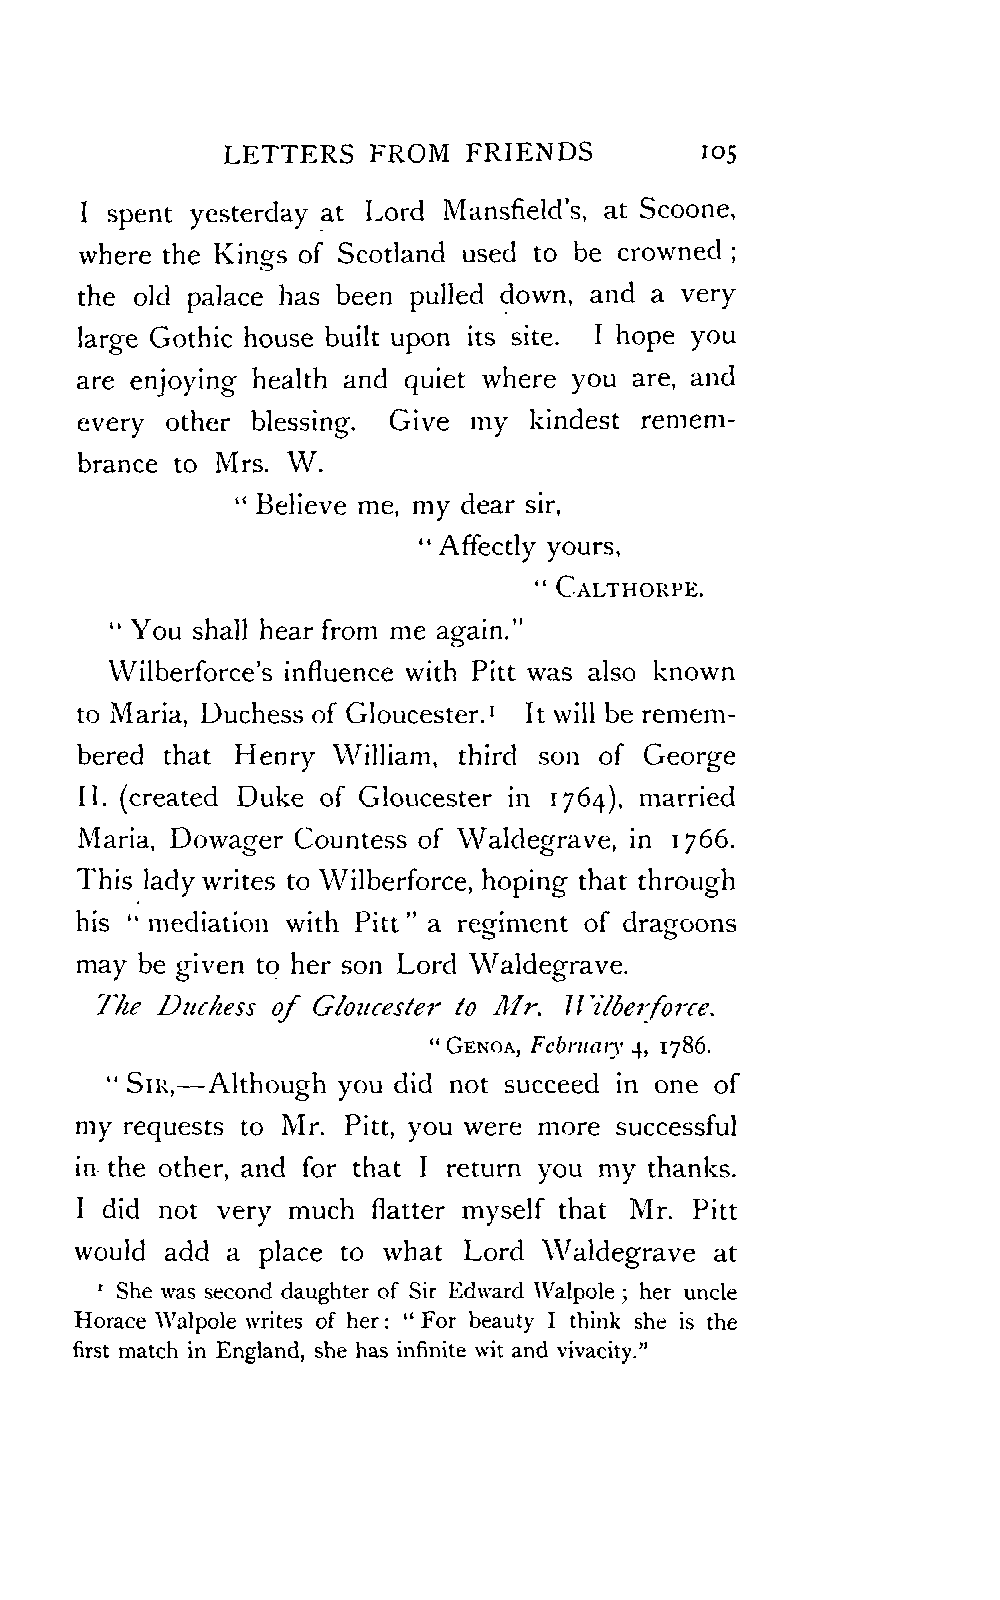 LETTERS FROM FRIENDS 105
I spent yesterday at Lord Mansfield's, at Scoone,
where the Kings of Scotland used to be crowned ;
the old palace has been pulled down, and a very
large Gothic house built upon its site. I hope you
are enjoying health and quiet where you are, and
every other blessing. Give my kindest remem-
brance to Mrs. W.
" Believe me, my dear sir,
" Affectly yours,
" CALTHORPE.
" You shall hear from me again."
Wilberforce's influence with Pitt was also known
to Maria, Duchess of Gloucester.¹ It will be remem-
bered that Henry William, third son of George
II. (created Duke of Gloucester in 1764), married
Maria, Dowager Countess of Waldegrave, in 1766.
This lady writes to Wilberforce, hoping that through
his " mediation with Pitt " a regiment of dragoons
may be given to her son Lord Waldegrave.
The Duchess of Gloucester to Mr. Wilberforce.
" GENOA, February 4, 1786.
" SIR,—Although you did not succeed in one of
my requests to Mr. Pitt, you were more successful
in the other, and for that I return you my thanks.
I did not very much flatter myself that Mr. Pitt
would add a place to what Lord Waldegrave at
¹ She was second daughter of Sir Edward Walpole ; her uncle
Horace Walpole writes of her : " For beauty I think she is the
first match in England, she has infinite wit and vivacity."